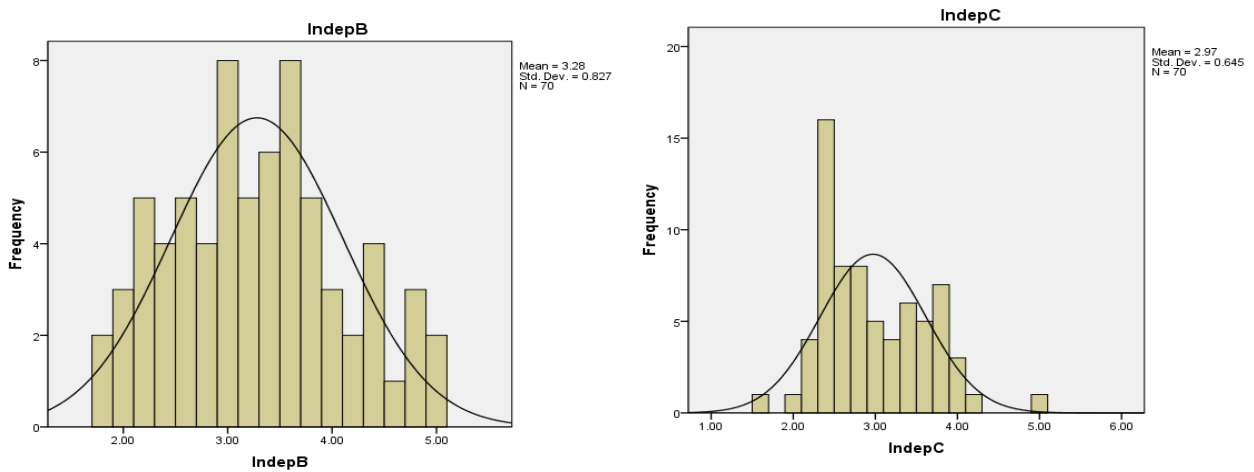 IndepB
8
6
4
2
0
Frequency
2.00 3.00 4.00 5.00
IndepB
Mean = 3.28
Std. Dev. = 0.827
N = 70
IndepC
20
15
10
5
0
Frequency
1.00 2.00 3.00 4.00 5.00 6.00
IndepC
Mean = 2.97
Std. Dev. = 0.645
N = 70